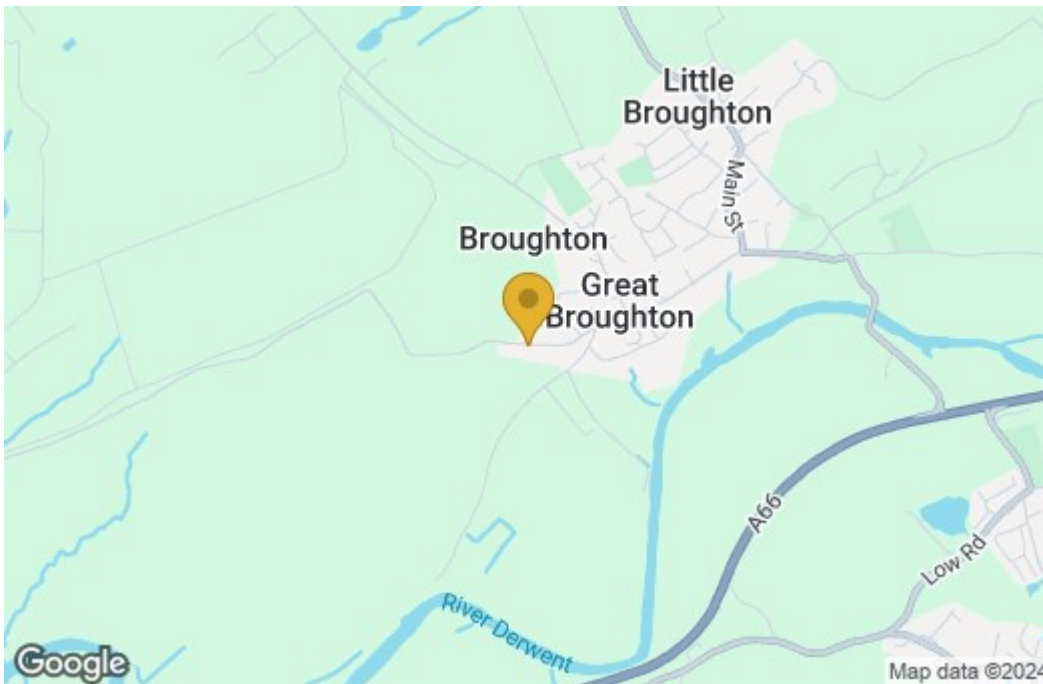 Little
Broughton
Main St
Broughton
Great
Broughton
A66
Low Rd
River Derwent
Google
Map data ©2024